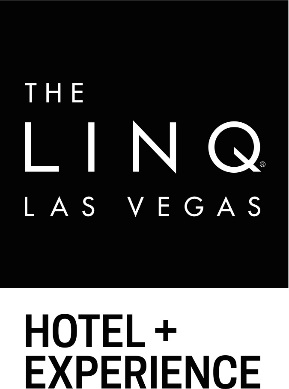 THE
LINQ®
LAS VEGAS
HOTEL +
EXPERIENCE